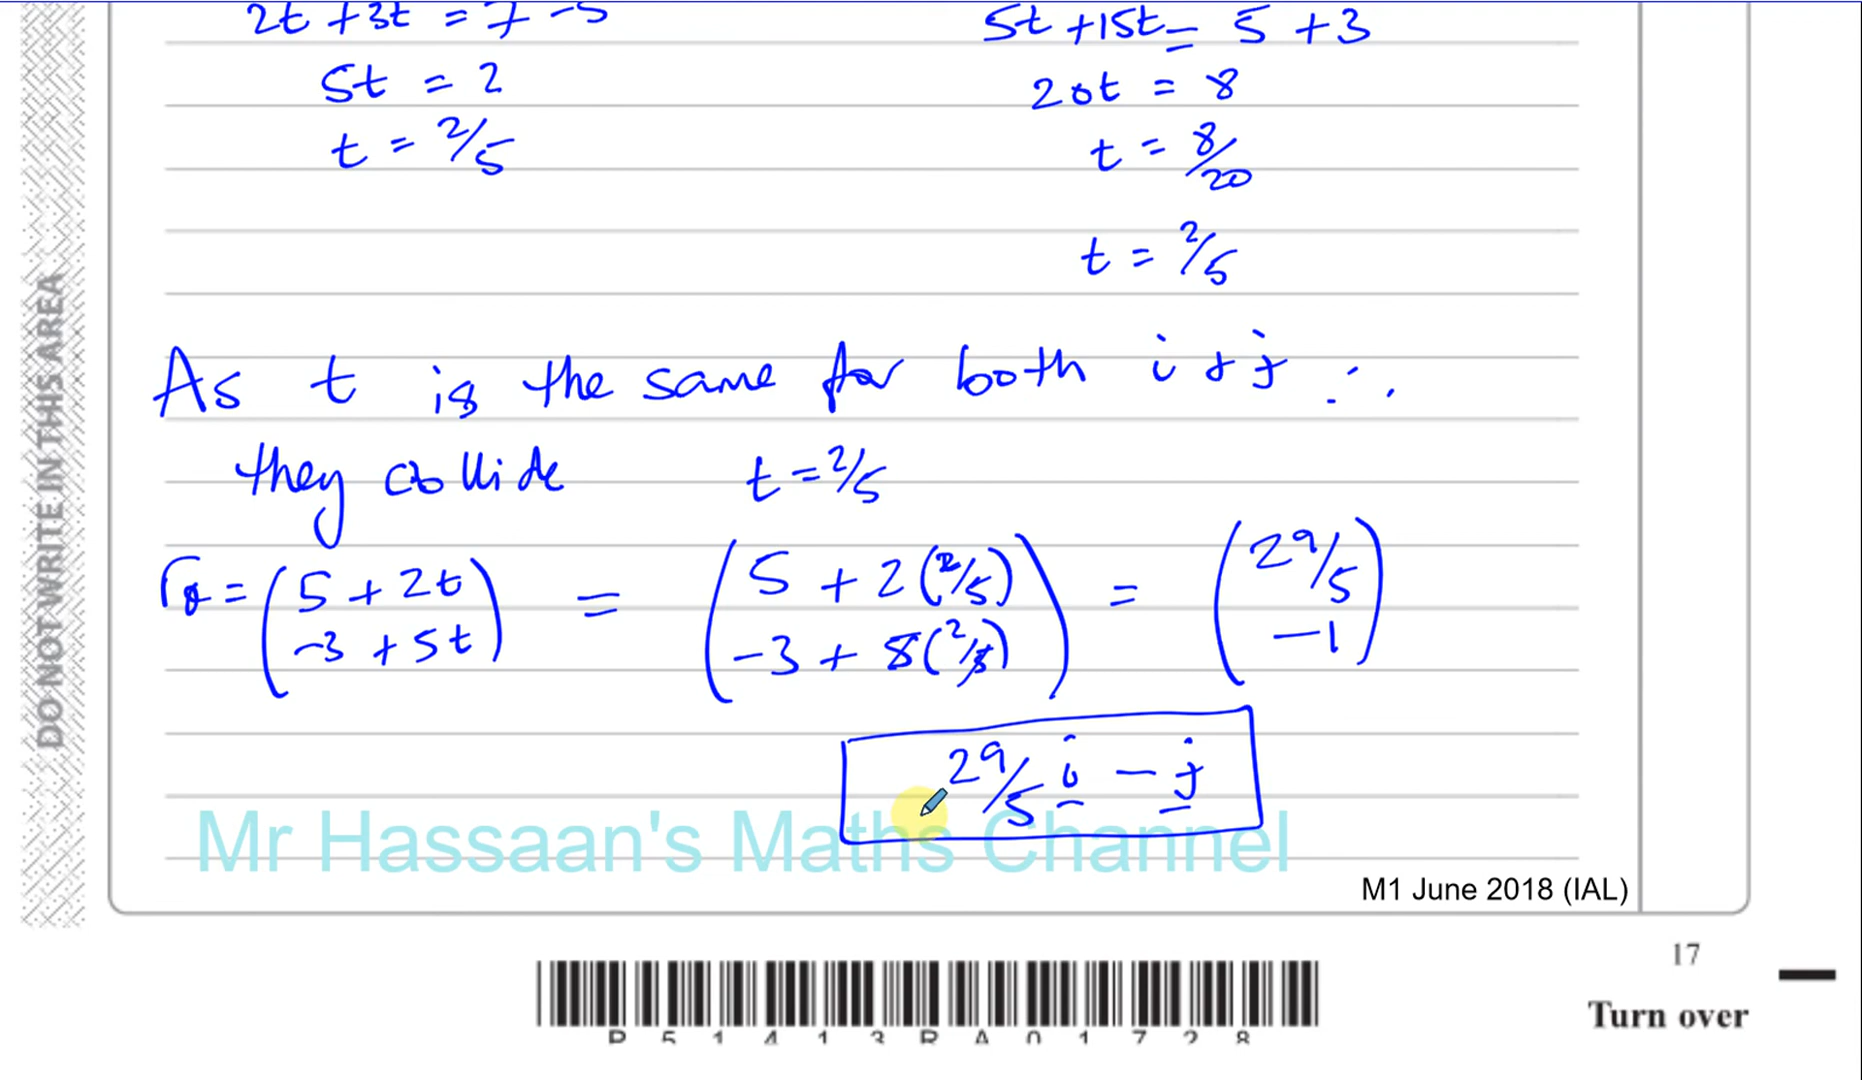 2t + 3t = 7 - 5
5t + 15t = 5 + 3
5t = 2
20t = 8
t = 2/5
t = 8/20
t = 2/5
As t is the same for both i & j ∴
they collide t = 2/5
= (5 + 2t, -3 + 5t) = (5 + 2(2/5), -3 + 5(2/5)) = (29/5, -1)
29/5 i - j
Mr Hassaan's Maths Channel
M1 June 2018 (IAL)
DO NOT WRITE IN THIS AREA
17
P51413RA01728
Turn over